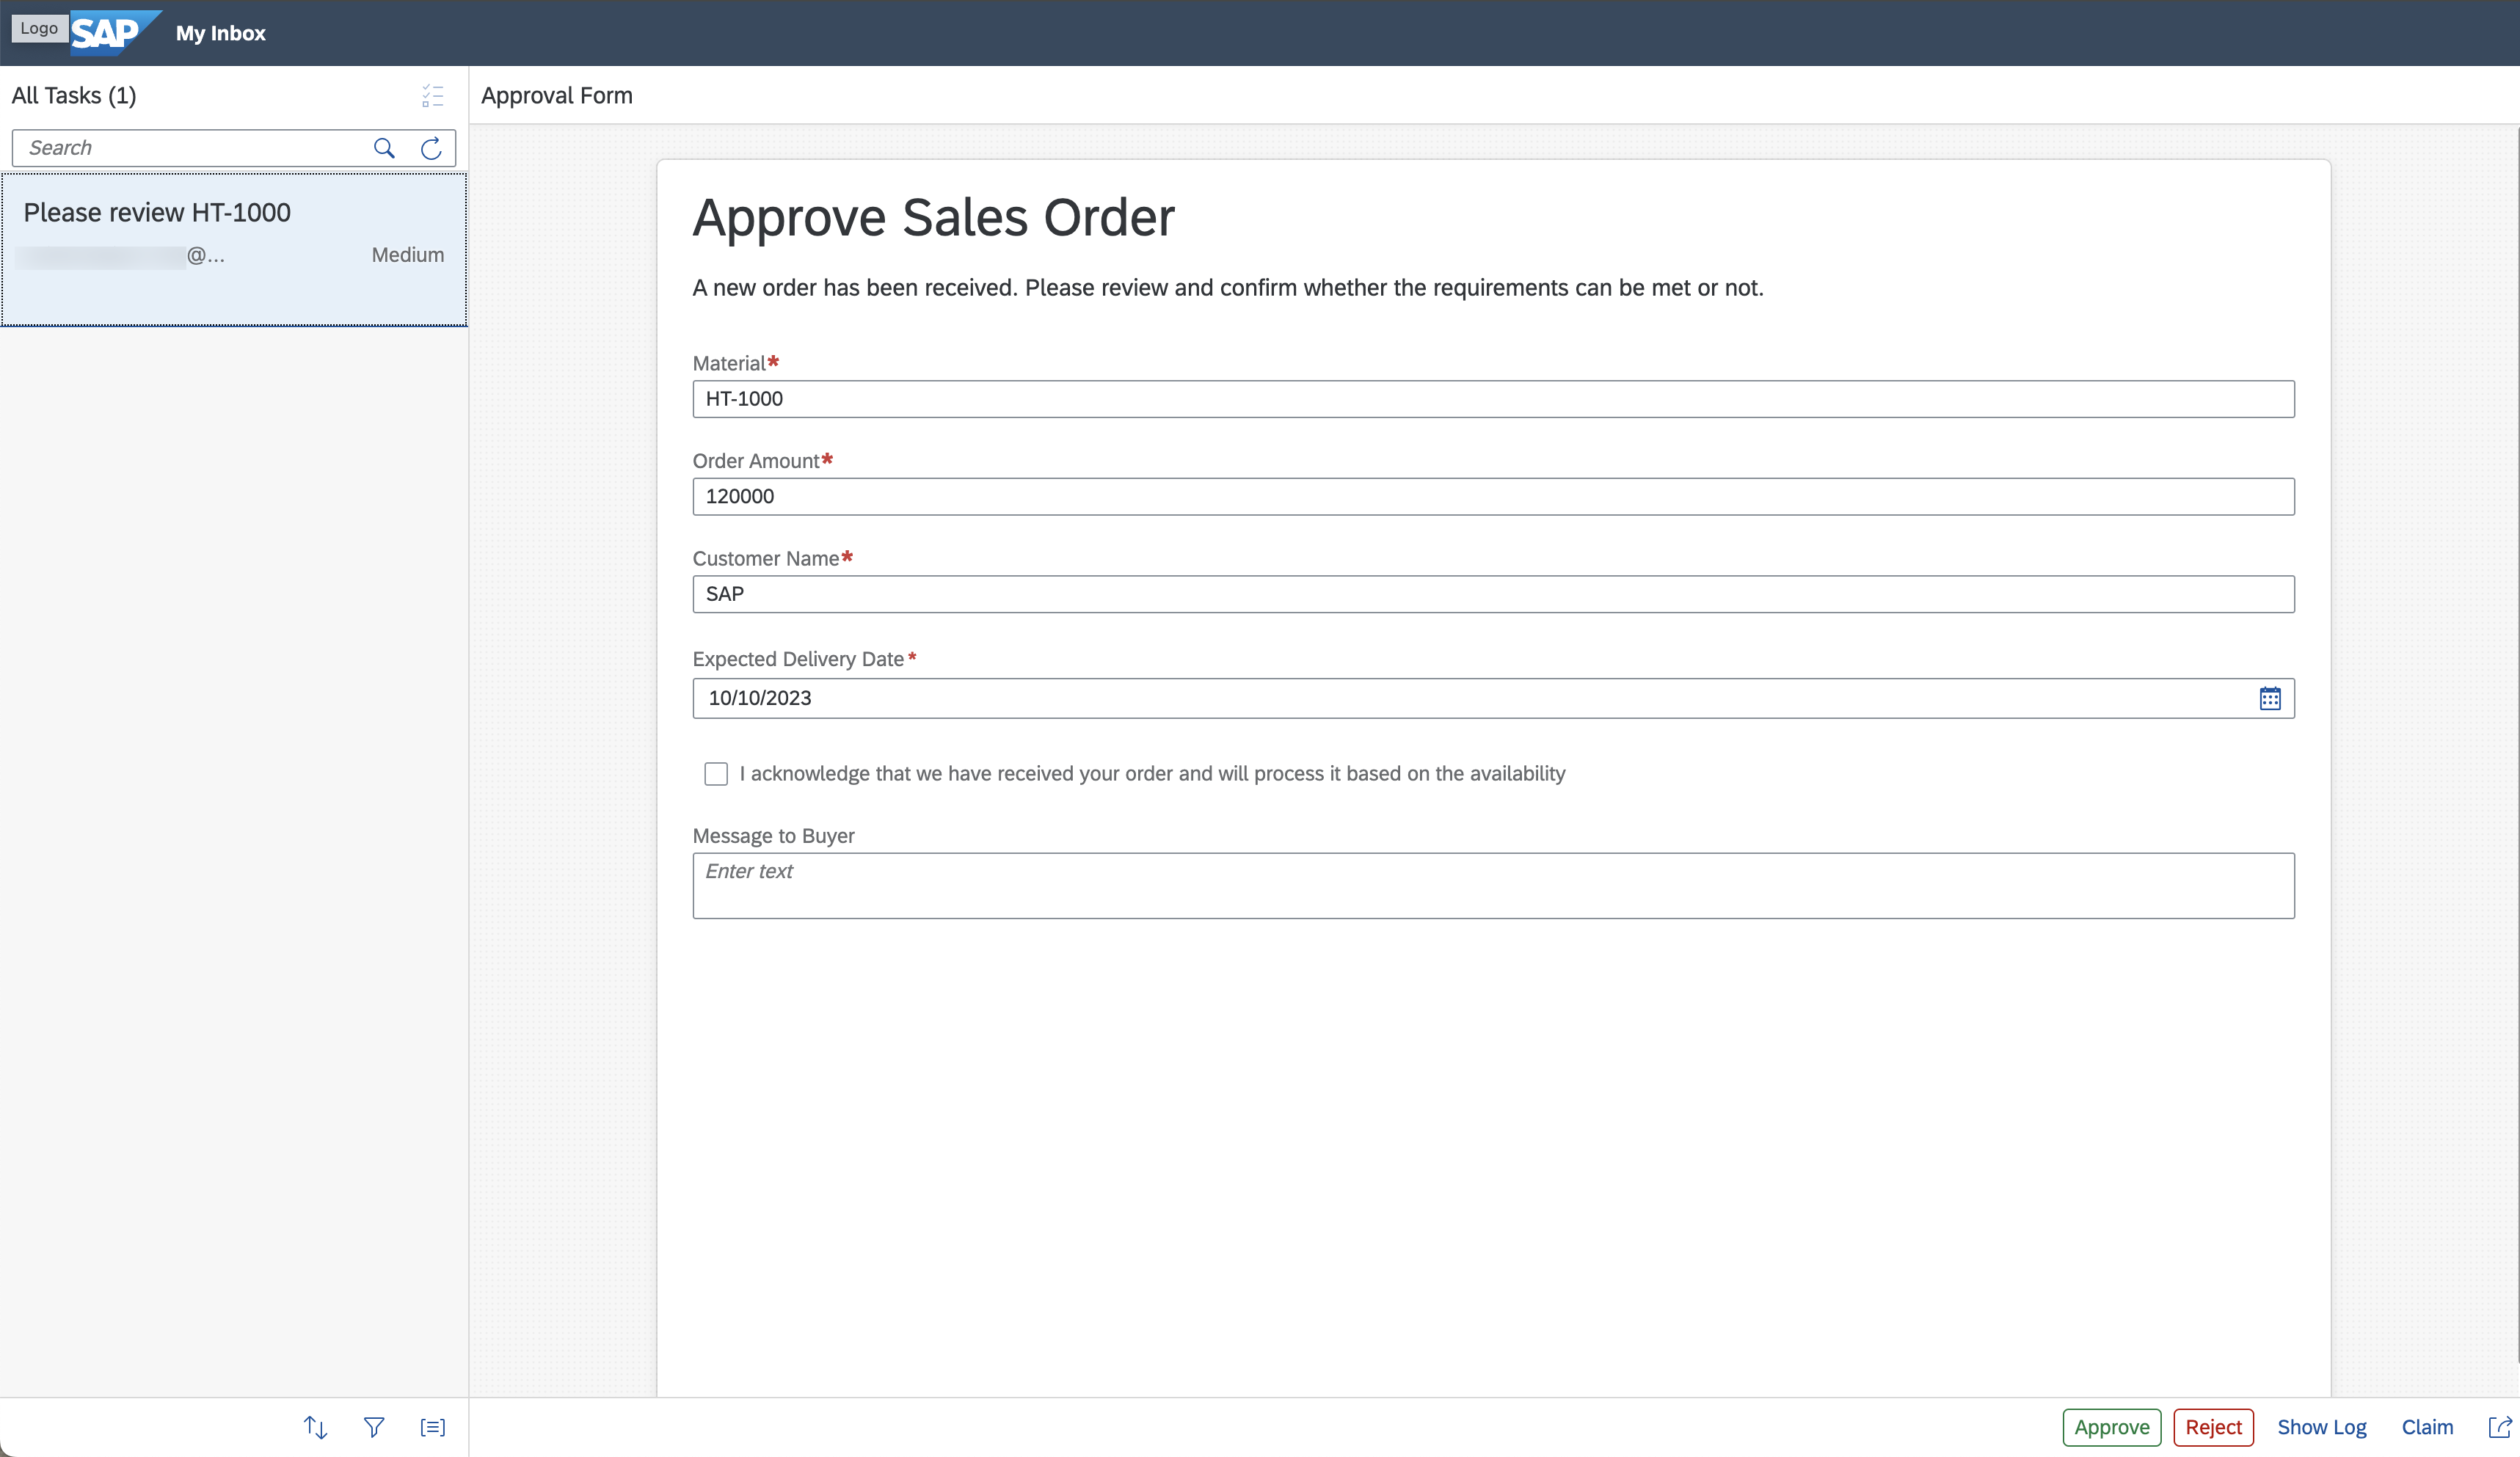 Logo
SAP
My Inbox
All Tasks (1)
Search
Please review HT-1000
@...
Medium
Approval Form
Approve Sales Order
A new order has been received. Please review and confirm whether the requirements can be met or not.
Material*
HT-1000
Order Amount*
120000
Customer Name*
SAP
Expected Delivery Date*
10/10/2023
I acknowledge that we have received your order and will process it based on the availability
Message to Buyer
Enter text
Approve
Reject
Show Log
Claim